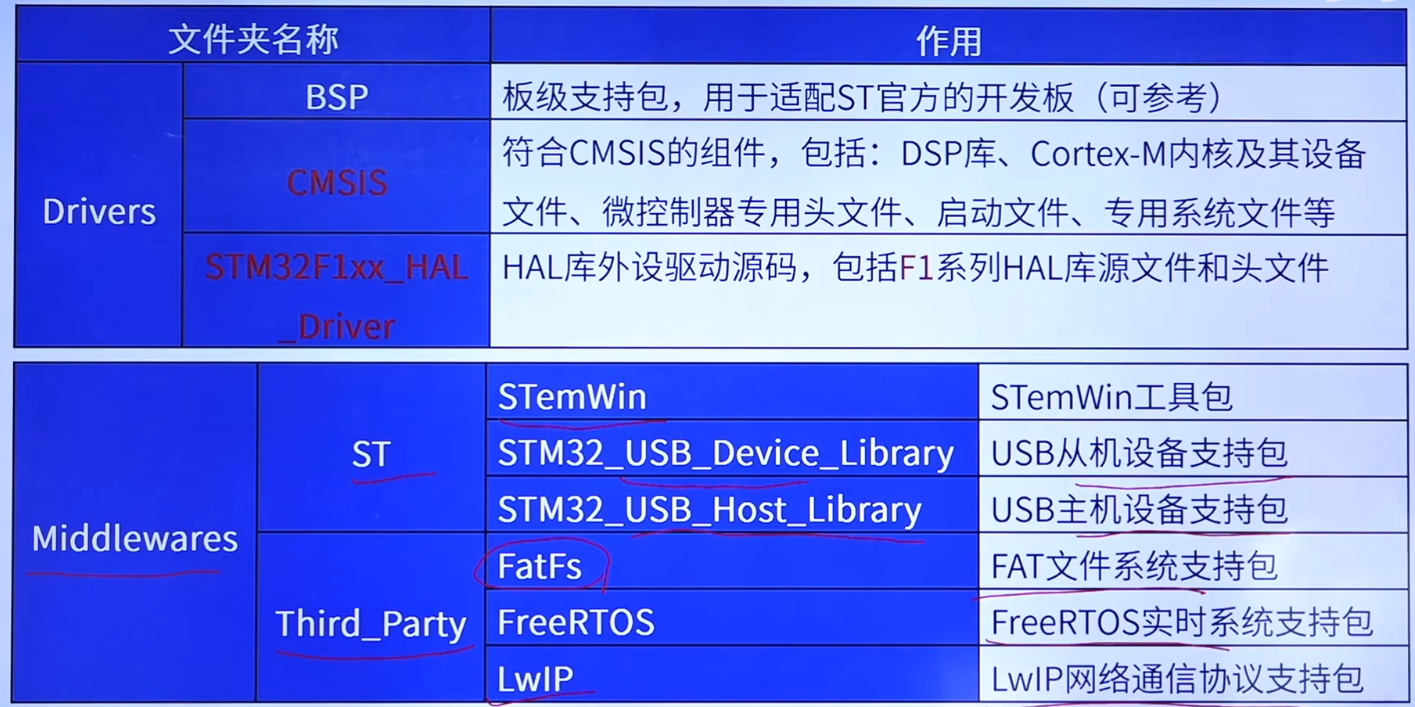 文件夹名称 作用
Drivers
BSP 板级支持包，用于适配ST官方的开发板（可参考）
CMSIS 符合CMSIS的组件，包括：DSP库、Cortex-M内核及其设备
文件、微控制器专用头文件、启动文件、专用系统文件等
STM32F1xx_HAL HAL库外设驱动源码，包括F1系列HAL库源文件和头文件
_Driver
Middlewares
ST
STemWin STemWin工具包
STM32_USB_Device_Library USB从机设备支持包
STM32_USB_Host_Library USB主机设备支持包
Third_Party
FatFs FAT文件系统支持包
FreeRTOS FreeRTOS实时系统支持包
LwIP LwIP网络通信协议支持包